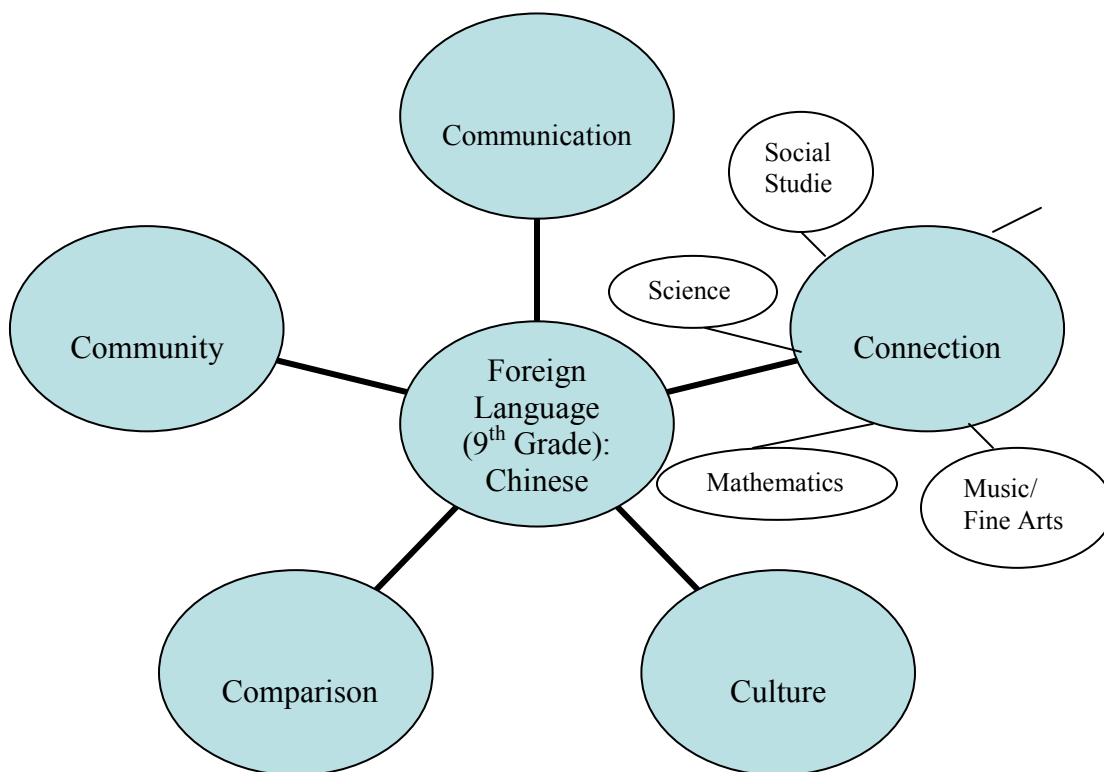 Communication
Social
Studie
Science
Community
Connection
Foreign
Language
(9th Grade):
Chinese
Mathematics
Music/
Fine Arts
Comparison
Culture